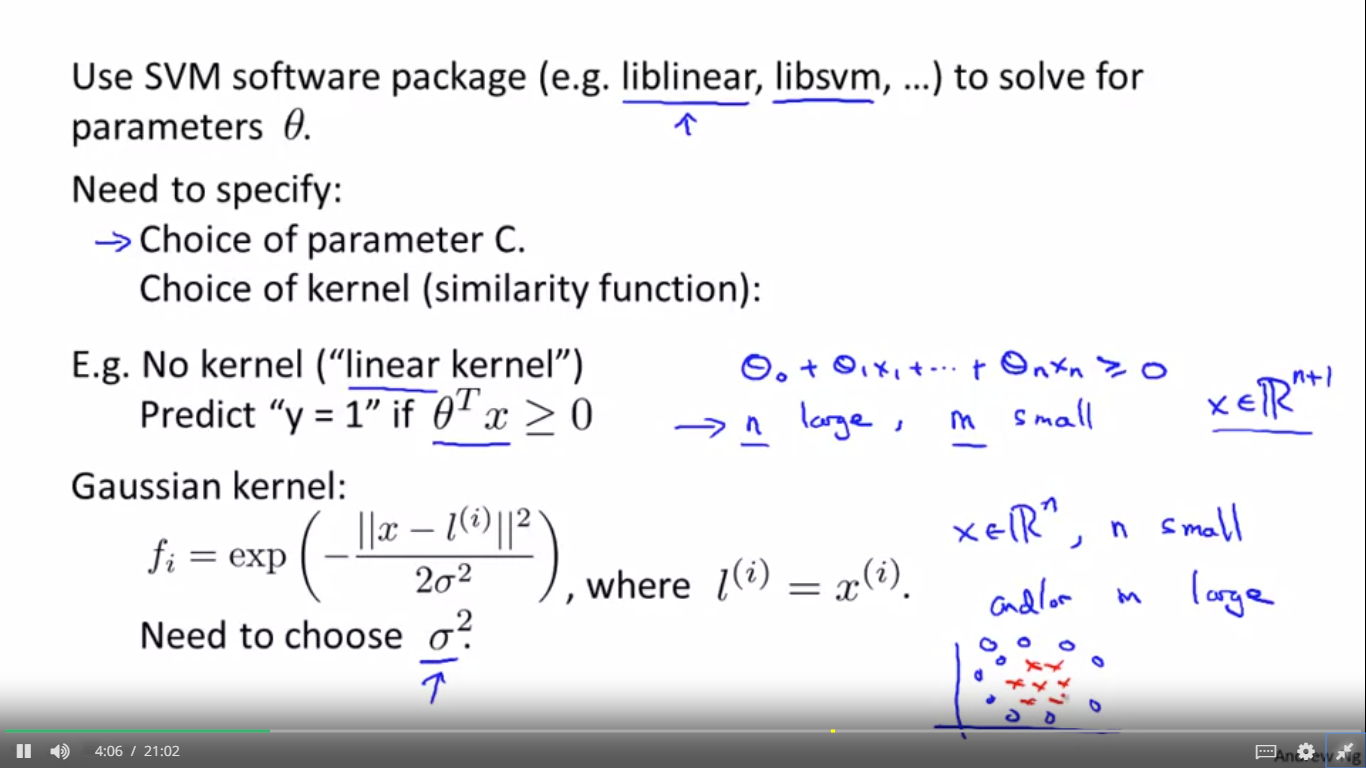 Use SVM software package (e.g. liblinear, libsvm, ...) to solve for
parameters θ.
Need to specify:
→ Choice of parameter C.
Choice of kernel (similarity function):
E.g. No kernel ("linear kernel")
θ₀ + θ₁x₁ + ... + θₙxₙ ≥ 0
Predict "y = 1" if θᵀx ≥ 0
→ n large, m small
x ∈ ℝⁿ⁺¹
Gaussian kernel:
fᵢ = exp(−||x − l⁽ⁱ⁾||² / 2σ²), where l⁽ⁱ⁾ = x⁽ⁱ⁾.
x ∈ ℝⁿ, n small
and/or m large
Need to choose σ².
4:06 / 21:02
Andrew Ng